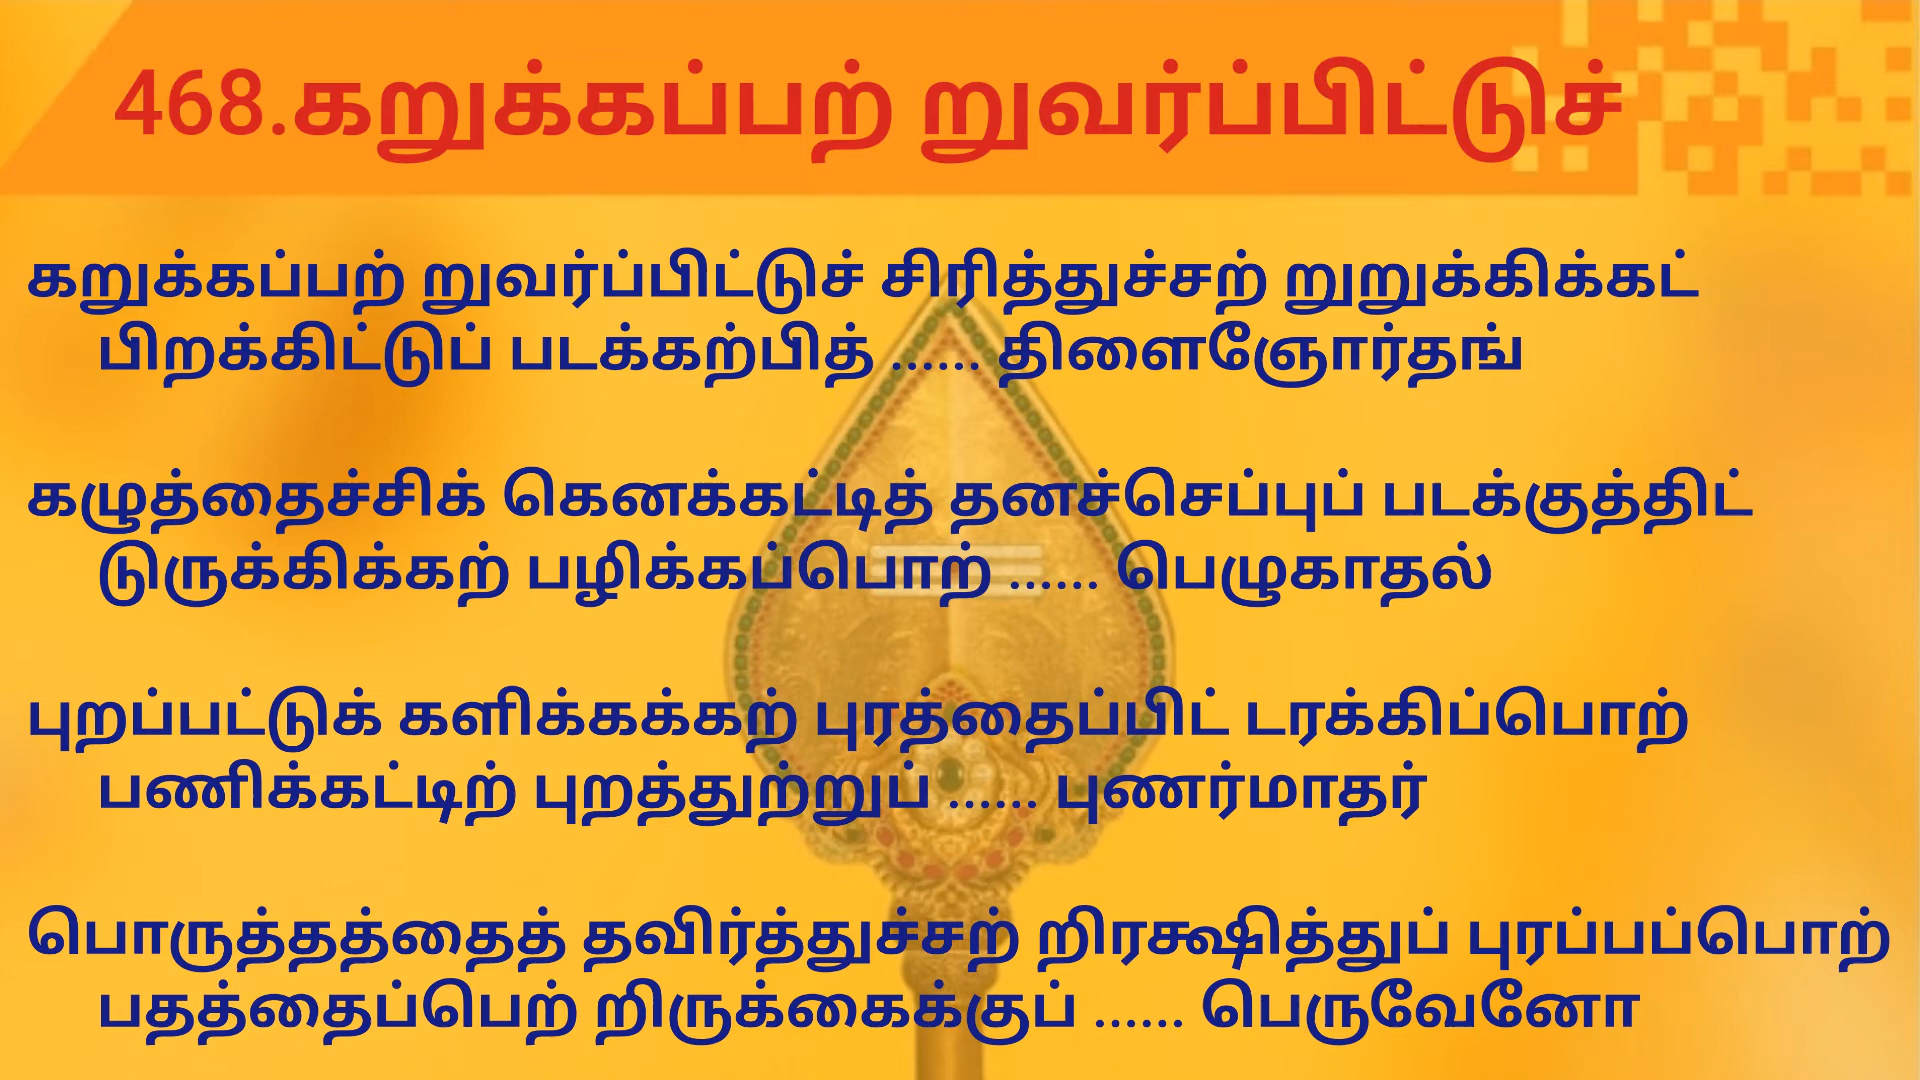 468.கறுக்கப்பற் றுவர்ப்பிட்டுச்
கறுக்கப்பற் றுவர்ப்பிட்டுச் சிரித்துச்சற் றுறுக்கிக்கட்
பிறக்கிட்டுப் படக்கற்பித் ...... திளைஞோர்தங்
கழுத்தைச்சிக் கெனக்கட்டித் தனச்செப்புப் படக்குத்திட்
டுருக்கிக்கற் பழிக்கப்பொற் ...... பெழுகாதல்
புறப்பட்டுக் களிக்கக்கற் புரத்தைப்பிட் டரக்கிப்பொற்
பணிக்கட்டிற் புறத்துற்றுப் ...... புணர்மாதர்
பொருத்தத்தைத் தவிர்த்துச்சற் றிரக்ஷித்துப் புரப்பப்பொற்
பதத்தைப்பெற் றிருக்கைக்குப் ...... பெருவேனோ